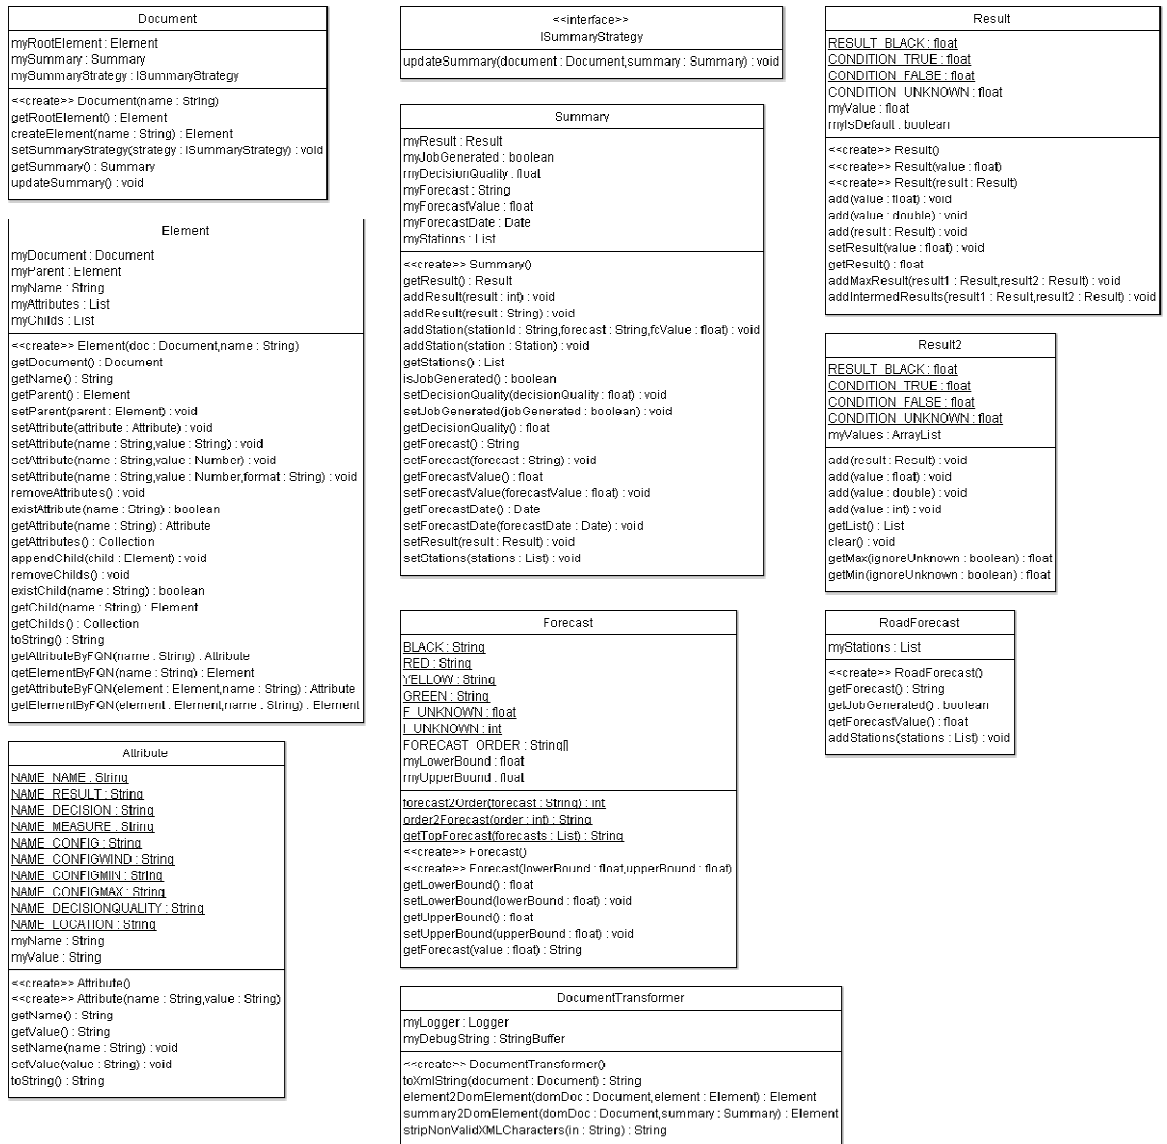 Document
myRootElement : Element
mySummary : Summary
mySummaryStrategy : ISummaryStrategy
<<create>> Document(name : String)
getRootElement() : Element
createElement(name : String) : Element
setSummaryStrategy(strategy : ISummaryStrategy) : void
getSummary() : Summary
updateSummary() : void
Element
myDocument : Document
myParent : Element
myName : String
myAttributes : List
myChilds : List
<<create>> Element(doc : Document,name : String)
getDocument() : Document
getName() : String
getParent() : Element
setParent(parent : Element) : void
setAttribute(attribute : Attribute) : void
setAttribute(name : String,value : String) : void
setAttribute(name : String,value : Number) : void
setAttribute(name : String,value : Number,format : String) : void
removeAttributes() : void
existAttribute(name : String) : boolean
getAttribute(name : String) : Attribute
getAttributes() : Collection
appendChild(child : Element) : void
removeChilds() : void
existChild(name : String) : boolean
getChild(name : String) : Element
getChilds() : Collection
toString() : String
getAttributeByFQN(name : String) : Attribute
getElementByFQN(name : String) : Element
getAttributeByFQN(element : Element,name : String) : Attribute
getElementByFQN(element : Element,name : String) : Element
Attribute
NAME_NAME : String
NAME_RESULT : String
NAME_DECISION : String
NAME_MEASURE : String
NAME_CONFIG : String
NAME_CONFIGWIND : String
NAME_CONFIGMIN : String
NAME_CONFIGMAX : String
NAME_DECISIONQUALITY : String
NAME_LOCATION : String
myName : String
myValue : String
<<create>> Attribute()
<<create>> Attribute(name : String,value : String)
getName() : String
getValue() : String
setName(name : String) : void
setValue(value : String) : void
toString() : String
<<interface>>
ISummaryStrategy
updateSummary(document : Document,summary : Summary) : void
Summary
myResult : Result
myJobGenerated : boolean
myDecisionQuality : float
myForecast : String
myForecastValue : float
myForecastDate : Date
myStations : List
<<create>> Summary()
getResult() : Result
addResult(result : int) : void
addResult(result : String) : void
addStation(stationId : String,forecast : String,fcValue : float) : void
addStation(station : Station) : void
getStations() : List
isJobGenerated() : boolean
setDecisionQuality(decisionQuality : float) : void
setJobGenerated(jobGenerated : boolean) : void
getDecisionQuality() : float
getForecast() : String
setForecast(forecast : String) : void
getForecastValue() : float
setForecastValue(forecastValue : float) : void
getForecastDate() : Date
setForecastDate(forecastDate : Date) : void
setResult(result : Result) : void
setStations(stations : List) : void
Forecast
BLACK : String
RED : String
YELLOW : String
GREEN : String
F_UNKNOWN : float
I_UNKNOWN : int
FORECAST_ORDER : String[]
myLowerBound : float
myUpperBound : float
forecast2Order(forecast : String) : int
order2Forecast(order : int) : String
getTopForecast(forecasts : List) : String
<<create>> Forecast()
<<create>> Forecast(lowerBound : float,upperBound : float)
getLowerBound() : float
setLowerBound(lowerBound : float) : void
getUpperBound() : float
setUpperBound(upperBound : float) : void
getForecast(value : float) : String
DocumentTransformer
myLogger : Logger
myDebugString : StringBuffer
<<create>> DocumentTransformer()
toXmlString(document : Document) : String
element2DomElement(domDoc : Document,element : Element) : Element
summary2DomElement(domDoc : Document,summary : Summary) : Element
stripNonValidXMLCharacters(in : String) : String
Result
RESULT_BLACK : float
CONDITION_TRUE : float
CONDITION_FALSE : float
CONDITION_UNKNOWN : float
myValue : float
myIsDefault : boolean
<<create>> Result()
<<create>> Result(value : float)
<<create>> Result(result : Result)
add(value : float) : void
add(value : double) : void
add(result : Result) : void
setResult(value : float) : void
getResult() : float
addMaxResult(result1 : Result,result2 : Result) : void
addIntermedResults(result1 : Result,result2 : Result) : void
Result2
RESULT_BLACK : float
CONDITION_TRUE : float
CONDITION_FALSE : float
CONDITION_UNKNOWN : float
myValues : ArrayList
add(result : Result) : void
add(value : float) : void
add(value : double) : void
add(value : int) : void
getList() : List
clear() : void
getMax(ignoreUnknown : boolean) : float
getMin(ignoreUnknown : boolean) : float
RoadForecast
myStations : List
<<create>> RoadForecast()
getForecast() : String
getJobGenerated() : boolean
getForecastValue() : float
addStations(stations : List) : void